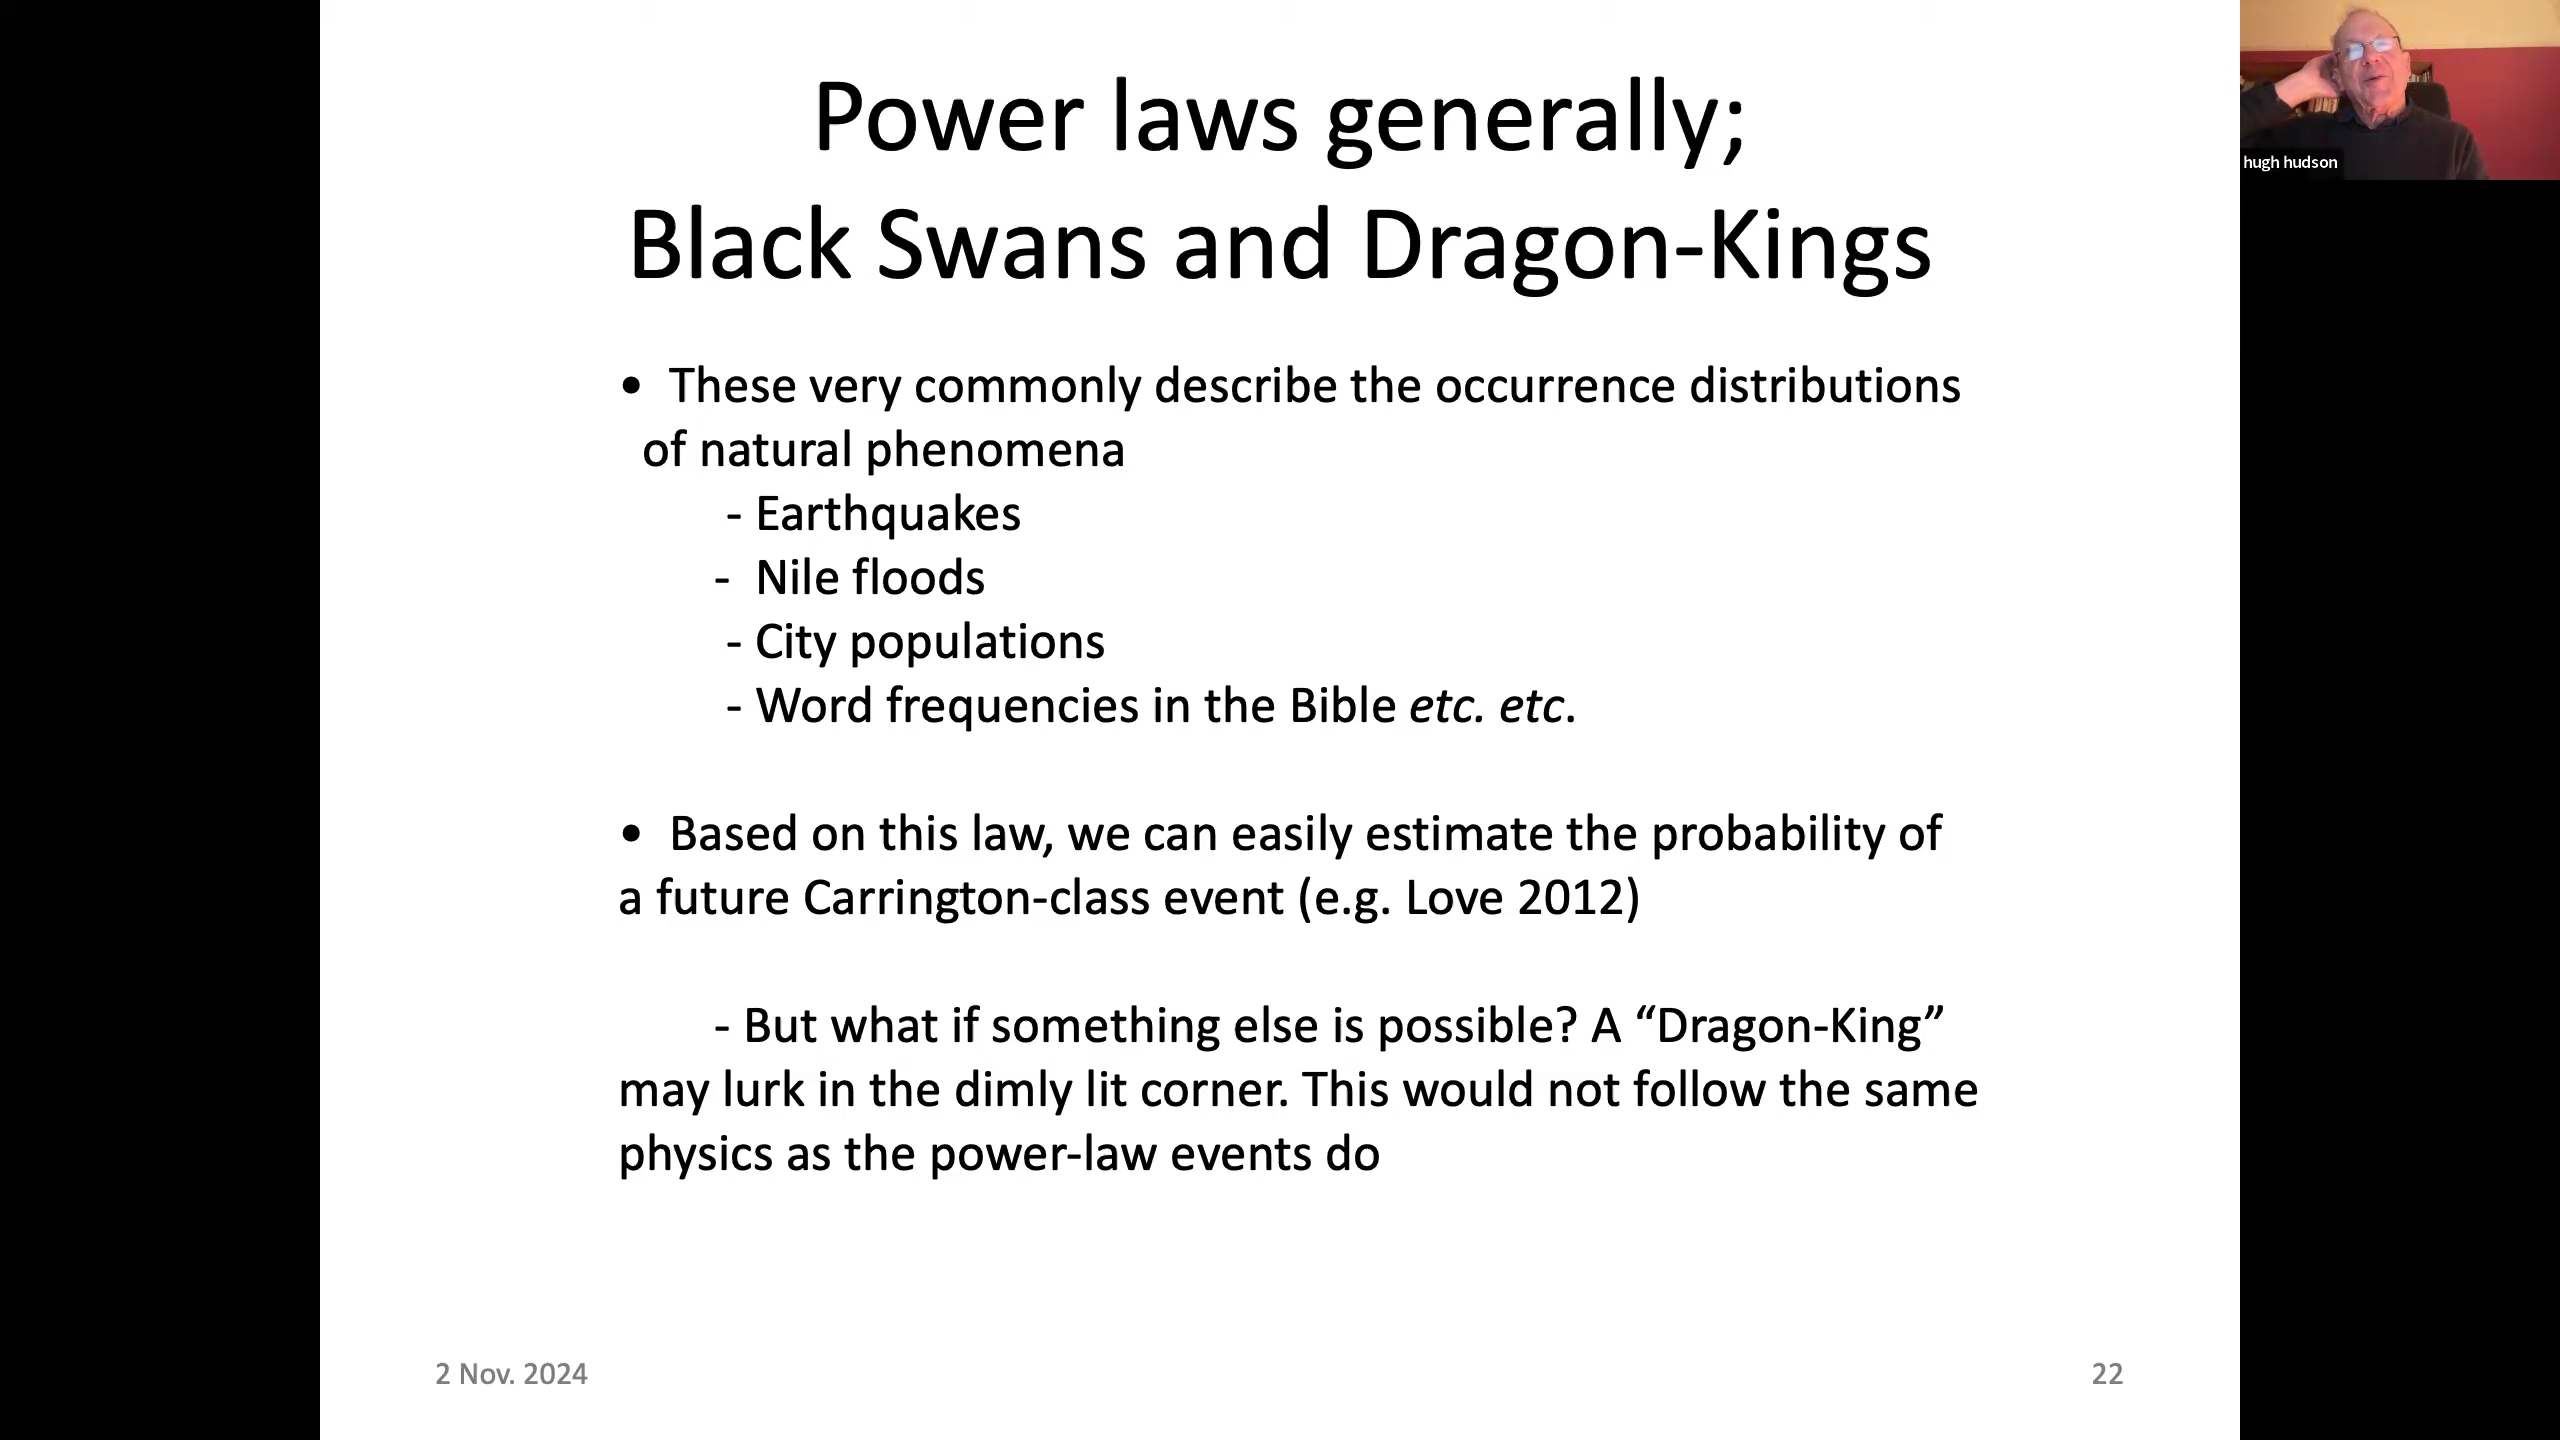 Power laws generally;
Black Swans and Dragon-Kings
hugh hudson
• These very commonly describe the occurrence distributions
of natural phenomena
- Earthquakes
- Nile floods
- City populations
- Word frequencies in the Bible etc. etc.
• Based on this law, we can easily estimate the probability of
a future Carrington-class event (e.g. Love 2012)
- But what if something else is possible? A “Dragon-King”
may lurk in the dimly lit corner. This would not follow the same
physics as the power-law events do
2 Nov. 2024
22